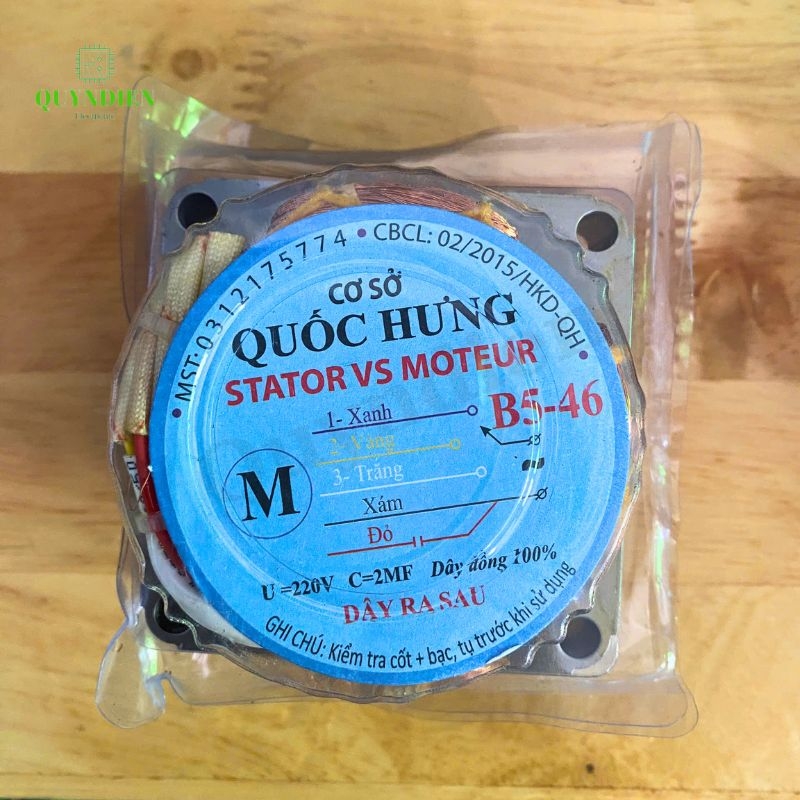 QUYNDIEN
• MST: 0312175774 • CBCL: 02/2015/HKD-QH •
CƠ SỞ
QUỐC HƯNG
STATOR VS MOTEUR
B5-46
1- Xanh
2- Vàng
3- Trắng
M
Xám
Đỏ
U =220V C=2MF Dây đồng 100%
DÂY RA SAU
GHI CHÚ: Kiểm tra cốt + bạc, tụ trước khi sử dụng